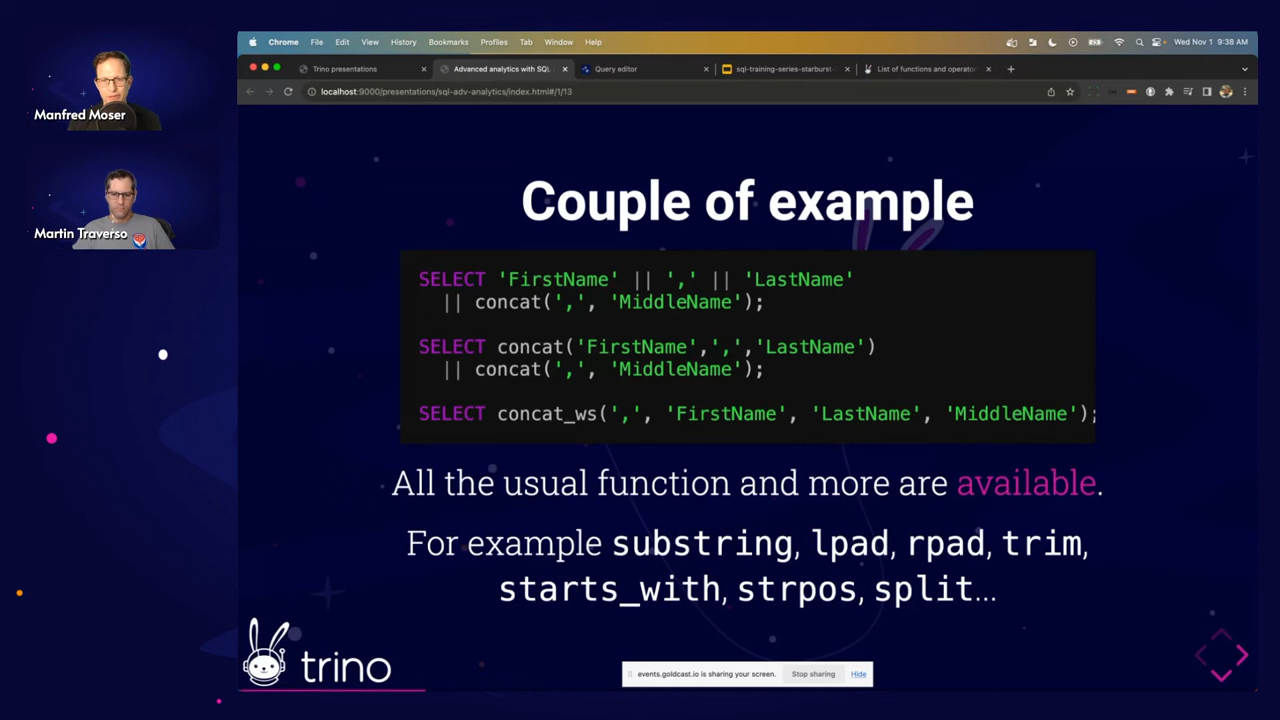 Manfred Moser
Martin Traverso
Chrome File Edit View History Bookmarks Profiles Tab Window Help
Wed Nov 1 9:38 AM
Trino presentations
Advanced analytics with SQL
Query editor
sql-training-series-starburst
List of functions and operator
localhost:9000/presentations/sql-adv-analytics/index.html#/1/13
Couple of example
SELECT 'FirstName' || ',' || 'LastName'
|| concat(',', 'MiddleName');
SELECT concat('FirstName',',','LastName')
|| concat(',', 'MiddleName');
SELECT concat_ws(',', 'FirstName', 'LastName', 'MiddleName');
All the usual function and more are available.
For example substring, lpad, rpad, trim,
starts_with, strpos, split...
trino
events.goldcast.io is sharing your screen.
Stop sharing
Hide